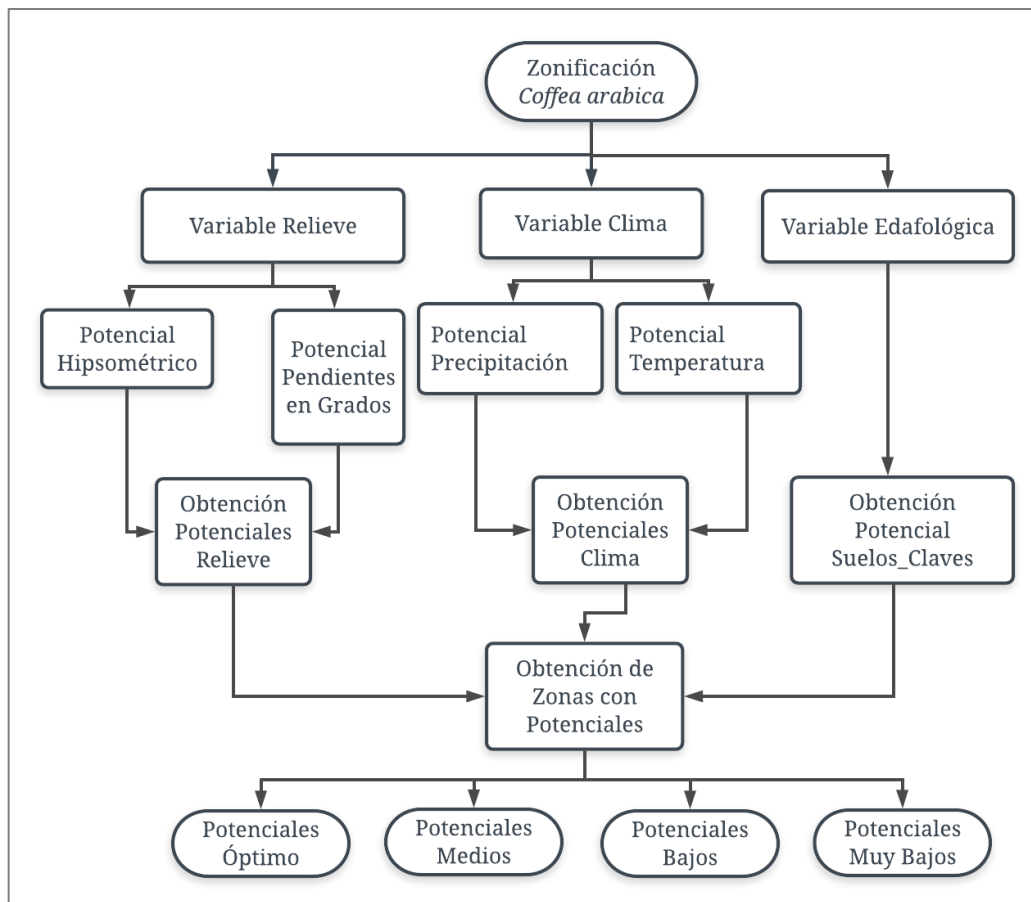 Zonificación
Coffea arabica
Variable Relieve
Variable Clima
Variable Edafológica
Potencial
Hipsométrico
Potencial
Pendientes
en Grados
Potencial
Precipitación
Potencial
Temperatura
Obtención
Potenciales
Relieve
Obtención
Potenciales
Clima
Obtención
Potencial
Suelos_Claves
Obtención de
Zonas con
Potenciales
Potenciales
Óptimo
Potenciales
Medios
Potenciales
Bajos
Potenciales
Muy Bajos